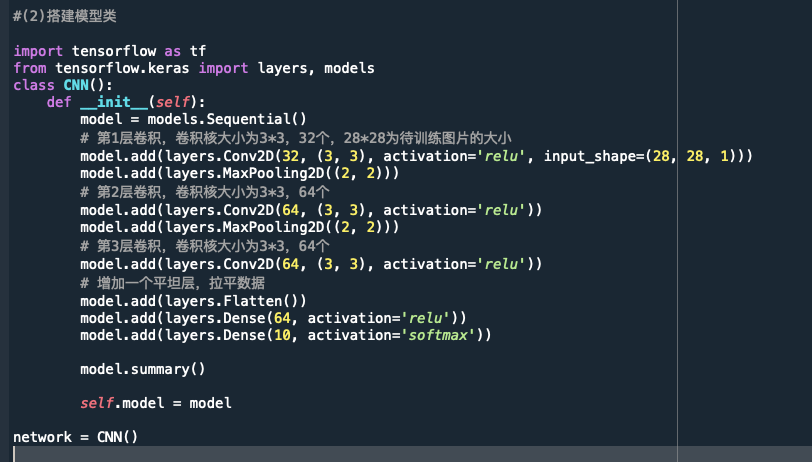 #(2)搭建模型类
import tensorflow as tf
from tensorflow.keras import layers, models
class CNN():
    def __init__(self):
        model = models.Sequential()
        # 第1层卷积，卷积核大小为3*3，32个，28*28为待训练图片的大小
        model.add(layers.Conv2D(32, (3, 3), activation='relu', input_shape=(28, 28, 1)))
        model.add(layers.MaxPooling2D((2, 2)))
        # 第2层卷积，卷积核大小为3*3，64个
        model.add(layers.Conv2D(64, (3, 3), activation='relu'))
        model.add(layers.MaxPooling2D((2, 2)))
        # 第3层卷积，卷积核大小为3*3，64个
        model.add(layers.Conv2D(64, (3, 3), activation='relu'))
        # 增加一个平坦层，拉平数据
        model.add(layers.Flatten())
        model.add(layers.Dense(64, activation='relu'))
        model.add(layers.Dense(10, activation='softmax'))
        model.summary()
        self.model = model
network = CNN()